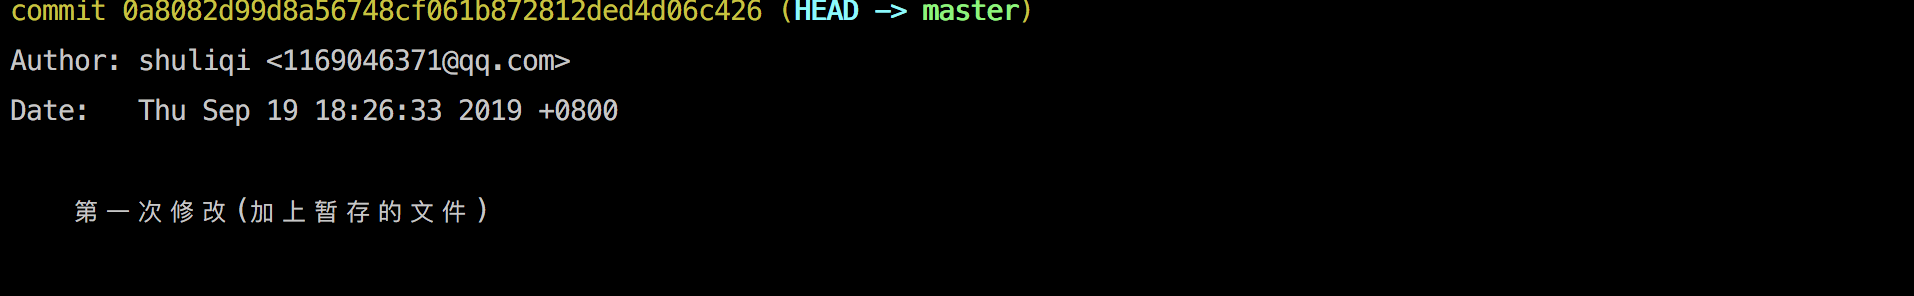 commit 0a8082d99d8a56748cf061b872812ded4d06c426 (HEAD -> master)
Author: shuliqi <1169046371@qq.com>
Date:   Thu Sep 19 18:26:33 2019 +0800
第一次修改(加上暂存的文件)